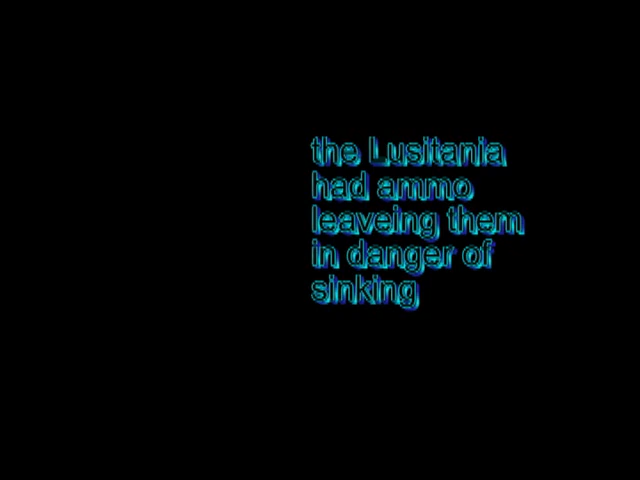 the Lusitania
had ammo
leaveing them
in danger of
sinking